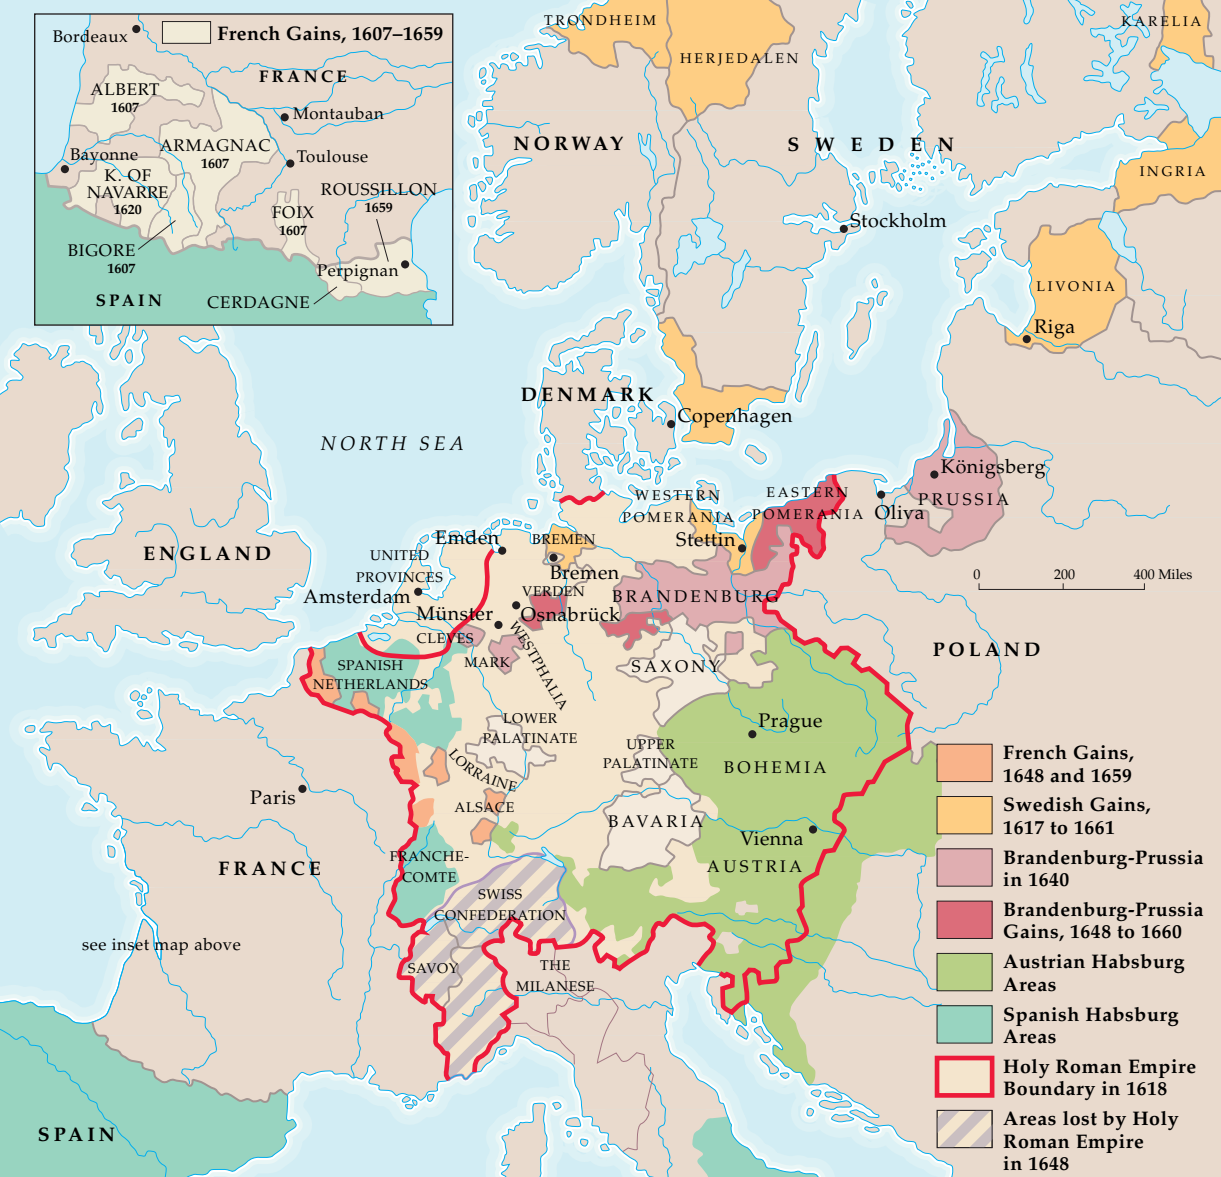 Bordeaux
French Gains, 1607–1659
FRANCE
ALBERT
1607
Montauban
ARMAGNAC
1607
Bayonne
Toulouse
K. OF
NAVARRE
1620
ROUSSILLON
1659
FOIX
1607
BIGORE
1607
Perpignan
SPAIN
CERDAGNE
TRONDHEIM
HERJEDALEN
KARELIA
NORWAY
SWEDEN
INGRIA
Stockholm
LIVONIA
Riga
DENMARK
Copenhagen
NORTH SEA
Königsberg
PRUSSIA
WESTERN
POMERANIA
EASTERN
POMERANIA
Oliva
Stettin
Emden
BREMEN
Bremen
ENGLAND
UNITED
PROVINCES
Amsterdam
VERDEN
Münster
Osnabrück
BRANDENBURG
0 200 400 Miles
CLEVES
MARK
WESTPHALIA
SAXONY
POLAND
SPANISH
NETHERLANDS
LOWER
PALATINATE
Prague
UPPER
PALATINATE
BOHEMIA
LORRAINE
Paris
ALSACE
BAVARIA
Vienna
AUSTRIA
FRANCE
FRANCHE-
COMTE
SWISS
CONFEDERATION
see inset map above
SAVOY
THE
MILANESE
SPAIN
French Gains,
1648 and 1659
Swedish Gains,
1617 to 1661
Brandenburg-Prussia
in 1640
Brandenburg-Prussia
Gains, 1648 to 1660
Austrian Habsburg
Areas
Spanish Habsburg
Areas
Holy Roman Empire
Boundary in 1618
Areas lost by Holy
Roman Empire
in 1648